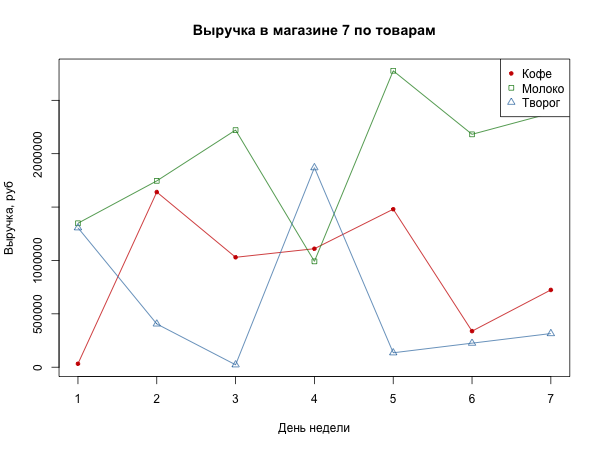 Выручка в магазине 7 по товарам
Кофе
Молоко
Творог
Выручка, руб
2000000
1000000
500000
0
1 2 3 4 5 6 7
День недели